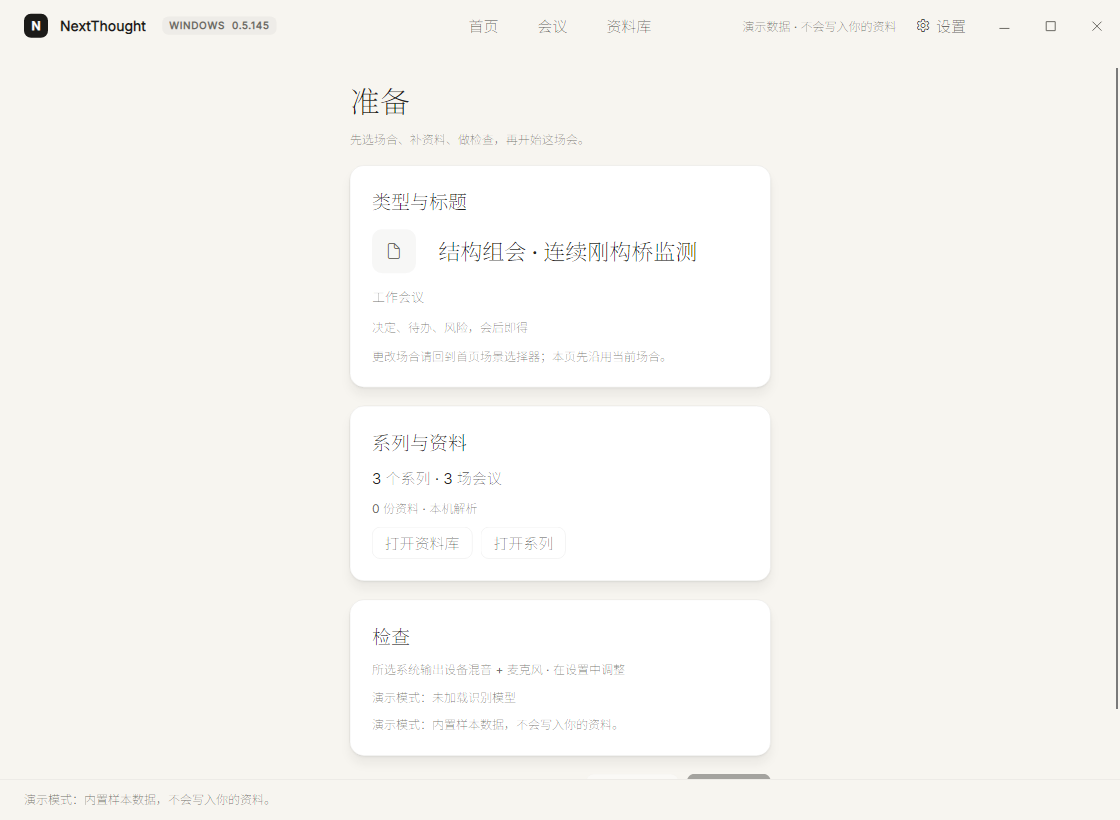 N NextThought WINDOWS 0.5.145 首页 会议 资料库 演示数据 · 不会写入你的资料 设置
准备
先选场合、补资料、做检查，再开始这场会。
类型与标题
结构组会 · 连续刚构桥监测
工作会议
决定、待办、风险，会后即得
更改场合请回到首页场景选择器；本页先沿用当前场合。
系列与资料
3 个系列 · 3 场会议
0 份资料 · 本机解析
打开资料库 打开系列
检查
所选系统输出设备混音 + 麦克风 · 在设置中调整
演示模式：未加载识别模型
演示模式：内置样本数据，不会写入你的资料。
演示模式：内置样本数据，不会写入你的资料。